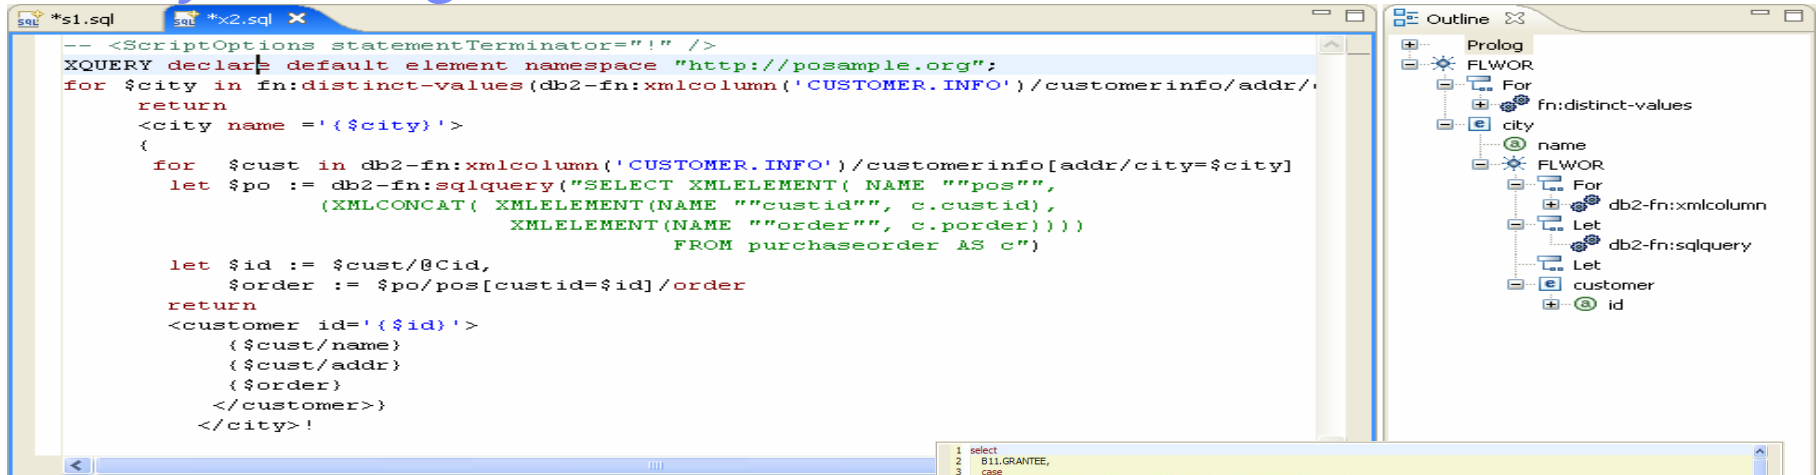 *s1.sql
*x2.sql
-- <ScriptOptions statementTerminator="!" />
XQUERY declare default element namespace "http://posample.org";
for $city in fn:distinct-values(db2-fn:xmlcolumn('CUSTOMER.INFO')/customerinfo/addr/
return
<city name ='{$city}'>
{
for $cust in db2-fn:xmlcolumn('CUSTOMER.INFO')/customerinfo[addr/city=$city]
let $po := db2-fn:sqlquery("SELECT XMLELEMENT( NAME ""pos"",
(XMLCONCAT( XMLELEMENT(NAME ""custid"", c.custid),
XMLELEMENT(NAME ""order"", c.porder))))
FROM purchaseorder AS c")
let $id := $cust/@Cid,
$order := $po/pos[custid=$id]/order
return
<customer id='{$id}'>
{$cust/name}
{$cust/addr}
{$order}
</customer>}
</city>!
Outline
Prolog
FLWOR
For
fn:distinct-values
city
name
FLWOR
For
db2-fn:xmlcolumn
Let
db2-fn:sqlquery
Let
customer
id
1 select
2 B11.GRANTEE,
3 case